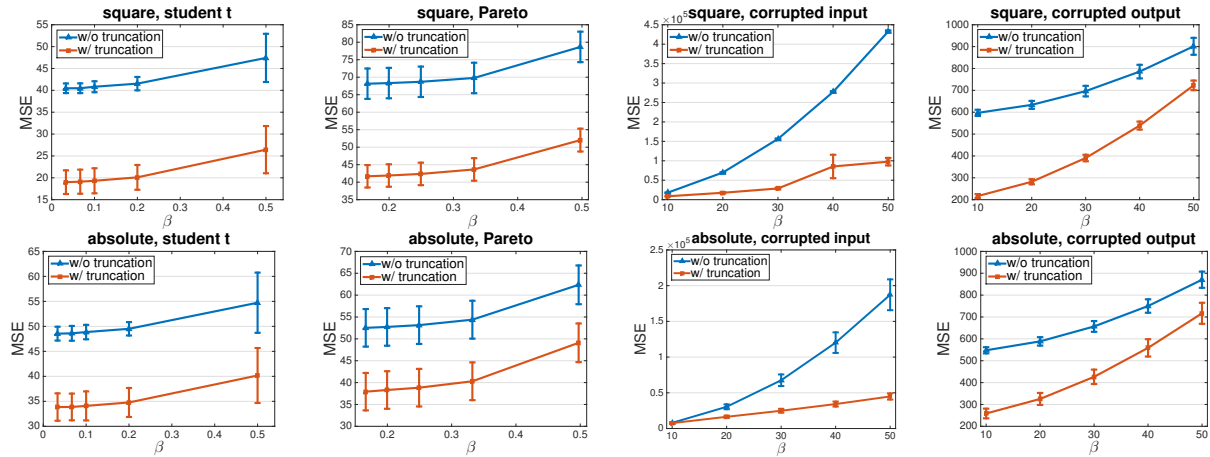 square, student t
55
50
45
40
35
30
25
20
15
MSE
w/o truncation
w/ truncation
0
0.1
0.2
0.3
0.4
0.5
β
square, Pareto
85
80
75
70
65
60
55
50
45
40
35
MSE
w/o truncation
w/ truncation
0.2
0.3
0.4
0.5
β
square, corrupted input
×10^5
4.5
4
3.5
3
2.5
2
1.5
1
0.5
0
MSE
w/o truncation
w/ truncation
10
20
30
40
50
β
square, corrupted output
1000
900
800
700
600
500
400
300
200
MSE
w/o truncation
w/ truncation
10
20
30
40
50
β
absolute, student t
65
60
55
50
45
40
35
30
MSE
w/o truncation
w/ truncation
0
0.1
0.2
0.3
0.4
0.5
β
absolute, Pareto
70
65
60
55
50
45
40
35
30
MSE
w/o truncation
w/ truncation
0.2
0.3
0.4
0.5
β
absolute, corrupted input
×10^5
2.5
2
1.5
1
0.5
0
MSE
w/o truncation
w/ truncation
10
20
30
40
50
β
absolute, corrupted output
1000
900
800
700
600
500
400
300
200
MSE
w/o truncation
w/ truncation
10
20
30
40
50
β